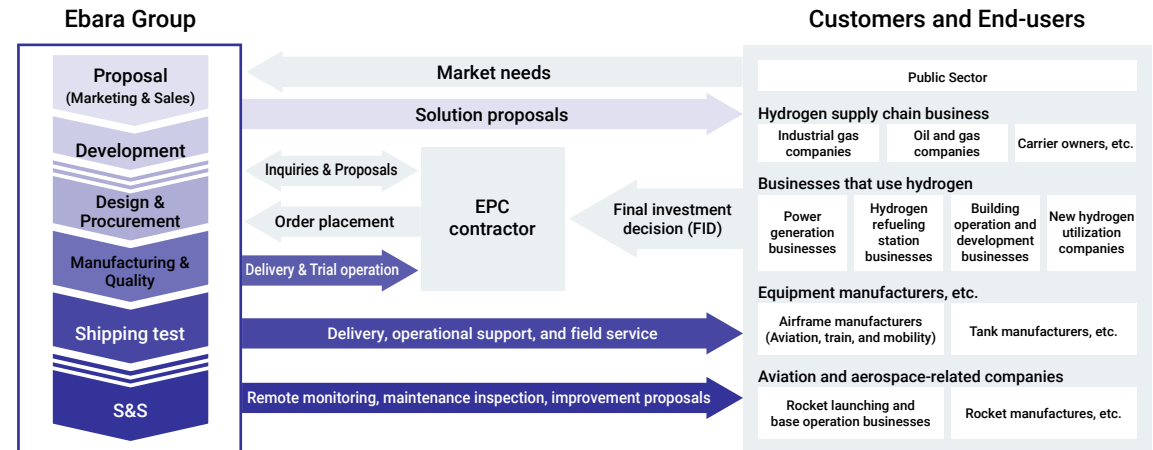 Ebara Group
Customers and End-users
Proposal
(Marketing & Sales)
Development
Design &
Procurement
Manufacturing &
Quality
Shipping test
S&S
Market needs
Solution proposals
Inquiries & Proposals
Order placement
Delivery & Trial operation
EPC
contractor
Final investment
decision (FID)
Delivery, operational support, and field service
Remote monitoring, maintenance inspection, improvement proposals
Public Sector
Hydrogen supply chain business
Industrial gas
companies
Oil and gas
companies
Carrier owners, etc.
Businesses that use hydrogen
Power
generation
businesses
Hydrogen
refueling
station
businesses
Building
operation and
development
businesses
New hydrogen
utilization
companies
Equipment manufacturers, etc.
Airframe manufacturers
(Aviation, train, and mobility)
Tank manufacturers, etc.
Aviation and aerospace-related companies
Rocket launching and
base operation businesses
Rocket manufactures, etc.